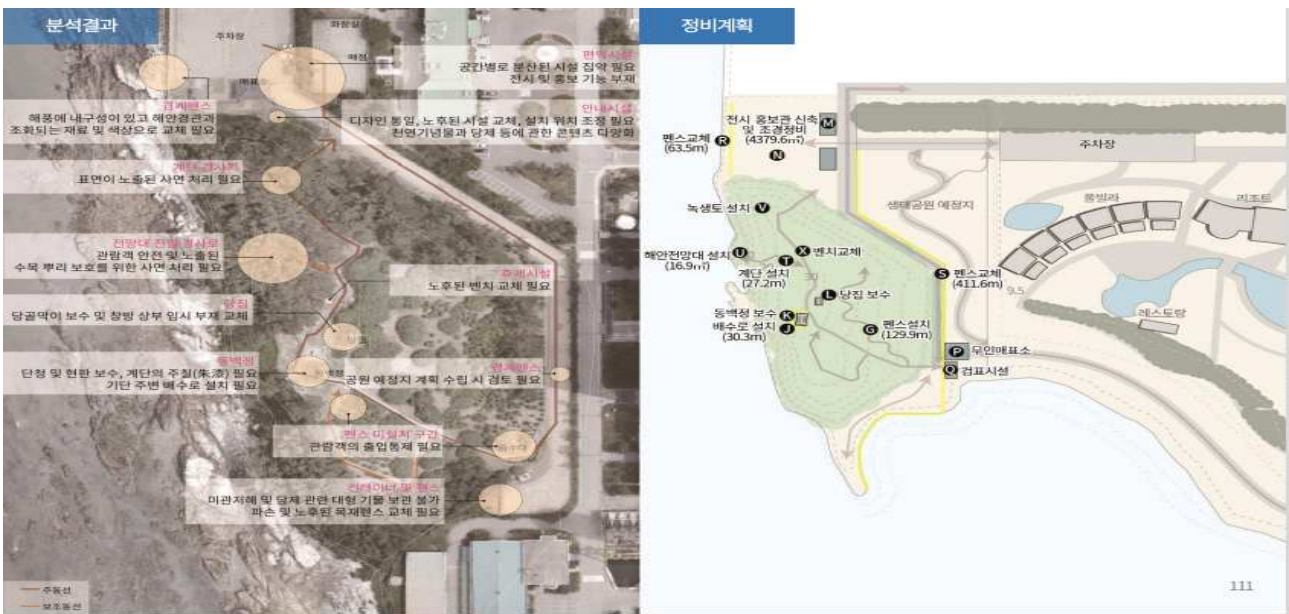 분석결과
주차장
화장실
매점
매표
편의시설
공간별로 분산된 시설 집약 필요
전시 및 홍보 기능 부재
경계펜스
해풍에 내구성이 있고 해안경관과
조화되는 재료 및 색상으로 교체 필요
안내시설
디자인 통일, 노후된 시설 교체, 설치 위치 조정 필요
천연기념물과 당제 등에 관한 콘텐츠 다양화
계단 경사지
표면이 노출된 사면 처리 필요
전망대 진입 경사로
관람객 안전 및 노출된
수목 뿌리 보호를 위한 사면 처리 필요
휴게시설
노후된 벤치 교체 필요
당집
당골막이 보수 및 창방 상부 임시 부재 교체
동백정
단청 및 현판 보수, 계단의 주칠(朱漆) 필요
기단 주변 배수로 설치 필요
경계펜스
공원 예정지 계획 수립 시 검토 필요
펜스 미설치 구간
관람객의 출입통제 필요
컨테이너 및 펜스
미관저해 및 당제 관련 대형 기물 보관 불가
파손 및 노후된 목재펜스 교체 필요
주동선
보조동선
정비계획
전시 홍보관 신축
및 조경정비
(4379.6㎡)
M
펜스교체
(63.5m)
R
N
주차장
녹생토 설치 V
생태공원 예정지
풀빌라
리조트
해안전망대 설치
(16.9㎡)
U
X 벤치교체
T
계단 설치
(27.2m)
S 펜스교체
(411.6m)
L 당집 보수
9.5
레스토랑
동백정 보수 K
배수로 설치 J
(30.3m)
G 펜스설치
(129.9m)
P 무인매표소
Q 검표시설
111